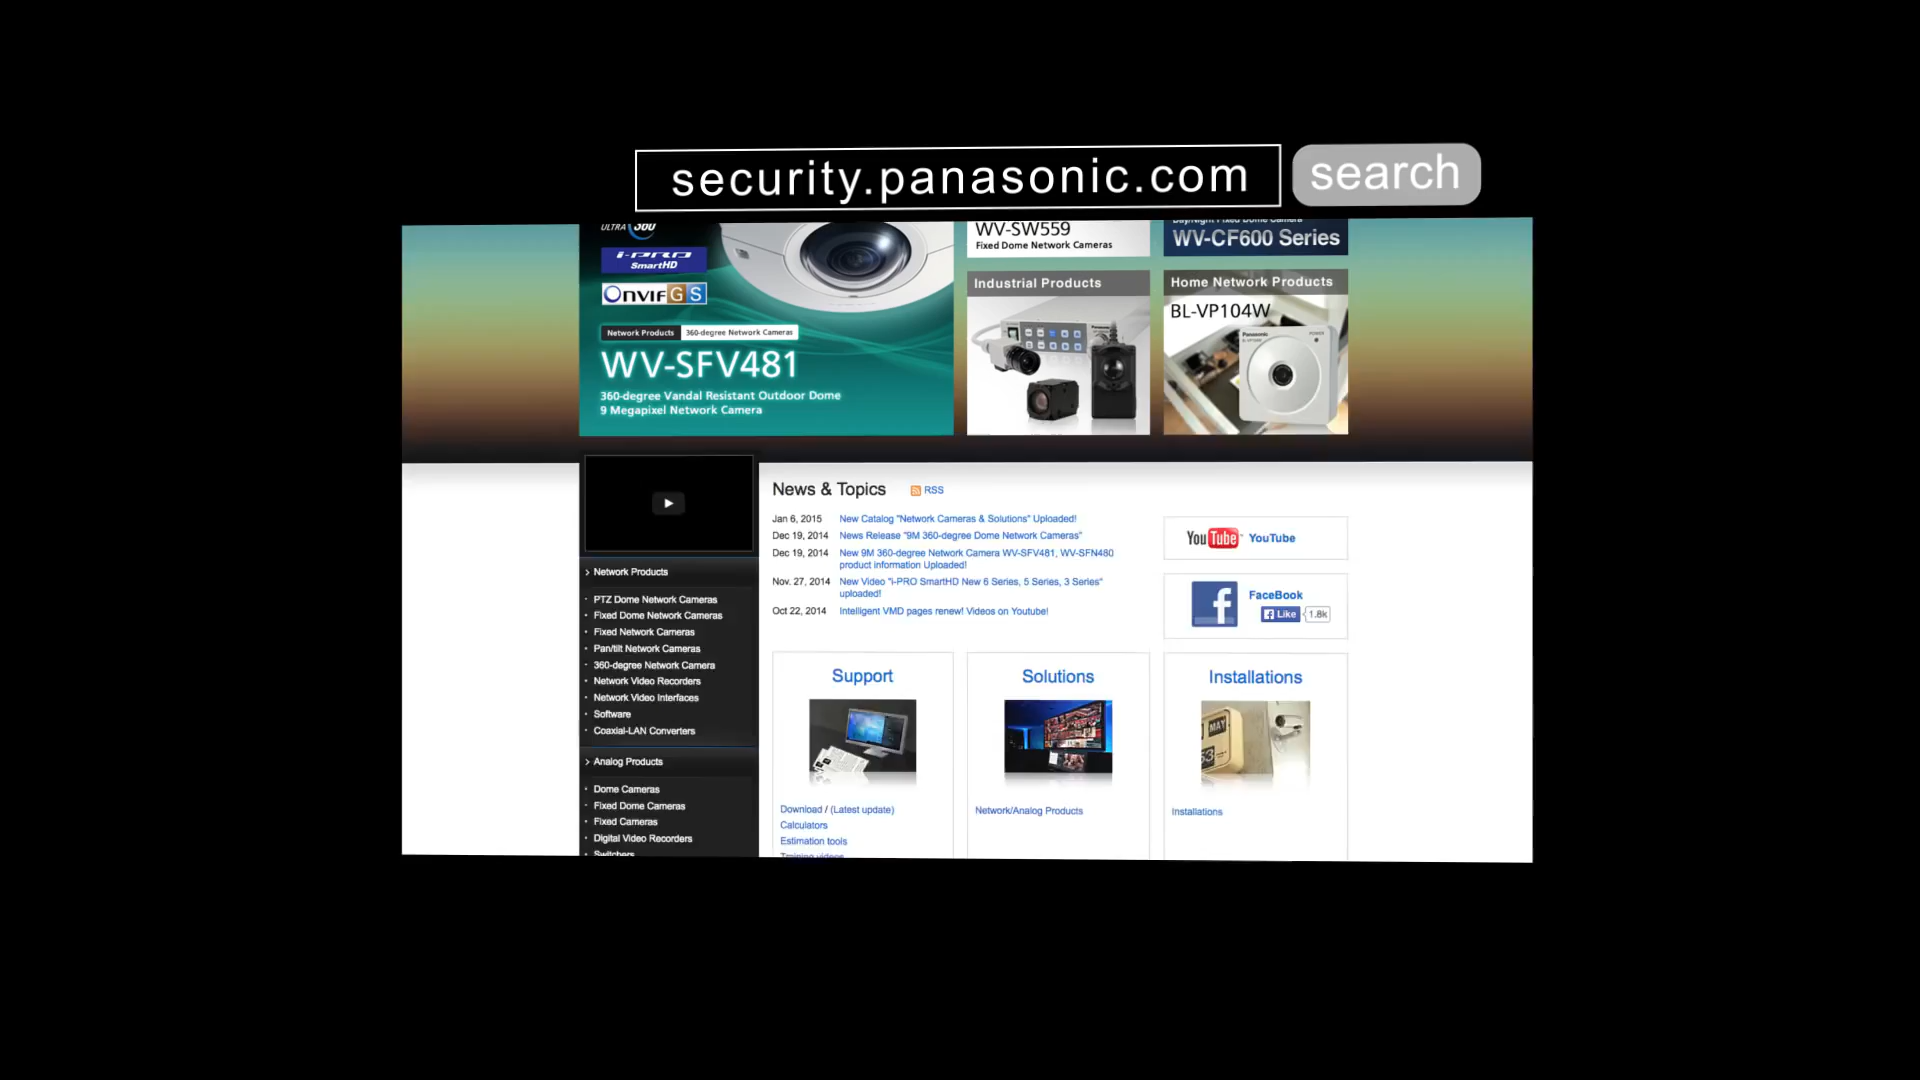 security.panasonic.com
search
ULTRA 360
i-PRO
SmartHD
ONVIF G S
Network Products 360-degree Network Cameras
WV-SFV481
360-degree Vandal Resistant Outdoor Dome
9 Megapixel Network Camera
WV-SW559
Fixed Dome Network Cameras
Day/Night Fixed Dome Camera
WV-CF600 Series
Industrial Products
Home Network Products
BL-VP104W
Panasonic
News & Topics
RSS
Jan 6, 2015 New Catalog "Network Cameras & Solutions" Uploaded!
Dec 19, 2014 News Release "9M 360-degree Dome Network Cameras"
Dec 19, 2014 New 9M 360-degree Network Camera WV-SFV481, WV-SFN480
product information Uploaded!
Nov. 27, 2014 New Video "i-PRO SmartHD New 6 Series, 5 Series, 3 Series"
uploaded!
Oct 22, 2014 Intelligent VMD pages renew! Videos on Youtube!
YouTube YouTube
FaceBook
Like 1.8k
Network Products
PTZ Dome Network Cameras
Fixed Dome Network Cameras
Fixed Network Cameras
Pan/tilt Network Cameras
360-degree Network Camera
Network Video Recorders
Network Video Interfaces
Software
Coaxial-LAN Converters
Analog Products
Dome Cameras
Fixed Dome Cameras
Fixed Cameras
Digital Video Recorders
Switchers
Support
Download / (Latest update)
Calculators
Estimation tools
Training videos
Solutions
Network/Analog Products
Installations
MAY
53
Installations